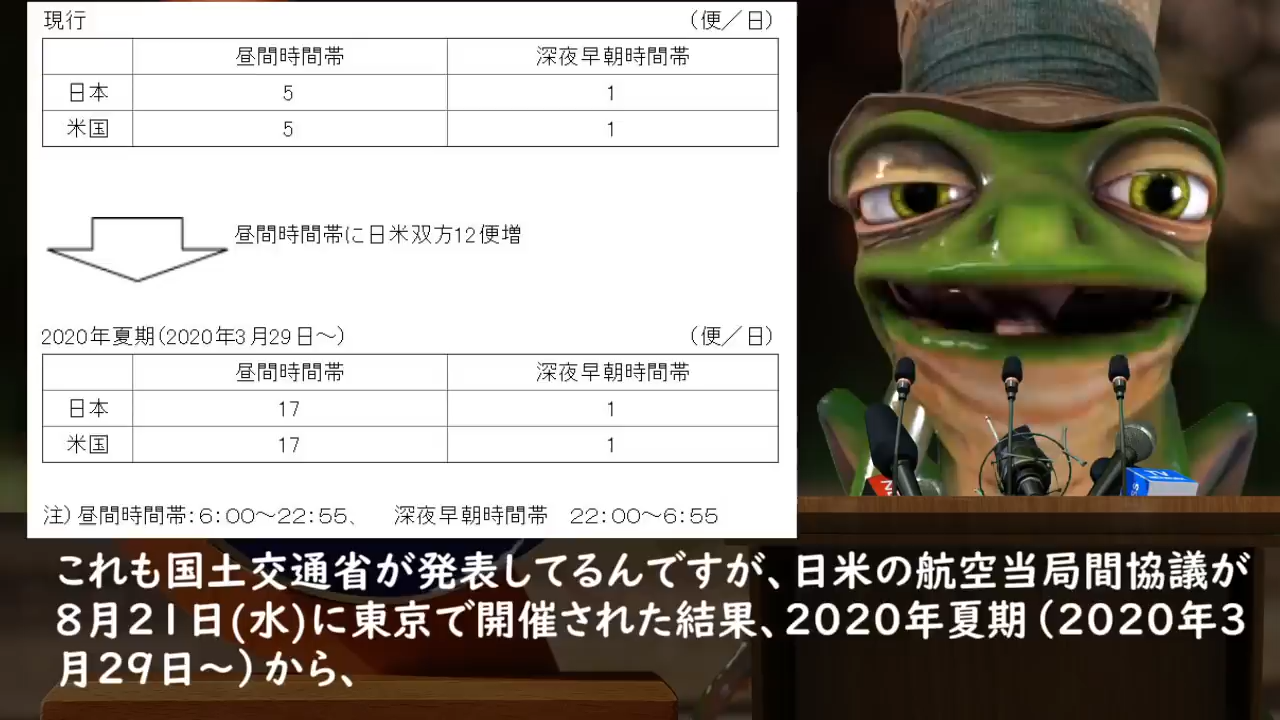 現行 （便／日）
昼間時間帯 深夜早朝時間帯
日本 5 1
米国 5 1
昼間時間帯に日米双方12便増
2020年夏期(2020年3月29日～) （便／日）
昼間時間帯 深夜早朝時間帯
日本 17 1
米国 17 1
注）昼間時間帯：6：00～22：55、 深夜早朝時間帯 22：00～6：55
これも国土交通省が発表してるんですが、日米の航空当局間協議が
8月21日(水)に東京で開催された結果、2020年夏期（2020年3
月29日～）から、